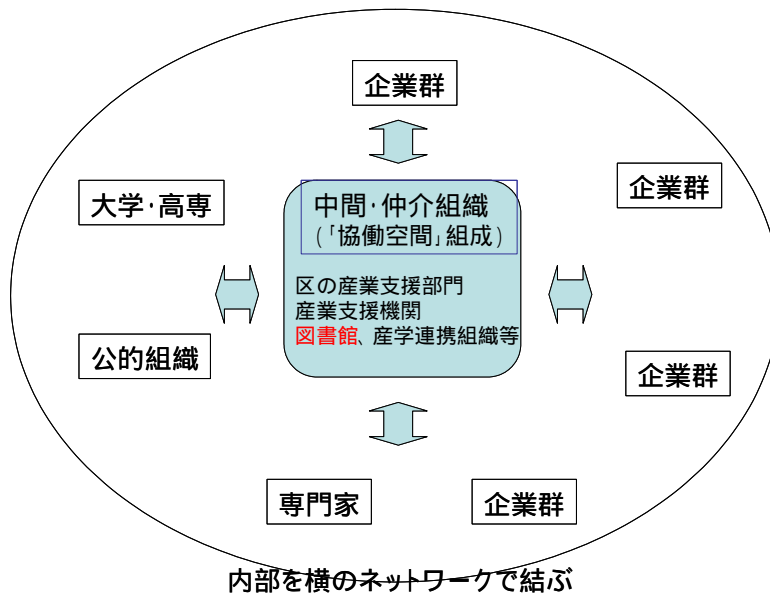 企業群
大学・高専
企業群
中間・仲介組織
(「協働空間」組成)
区の産業支援部門
産業支援機関
図書館、産学連携組織等
公的組織
企業群
専門家
企業群
内部を横のネットワークで結ぶ